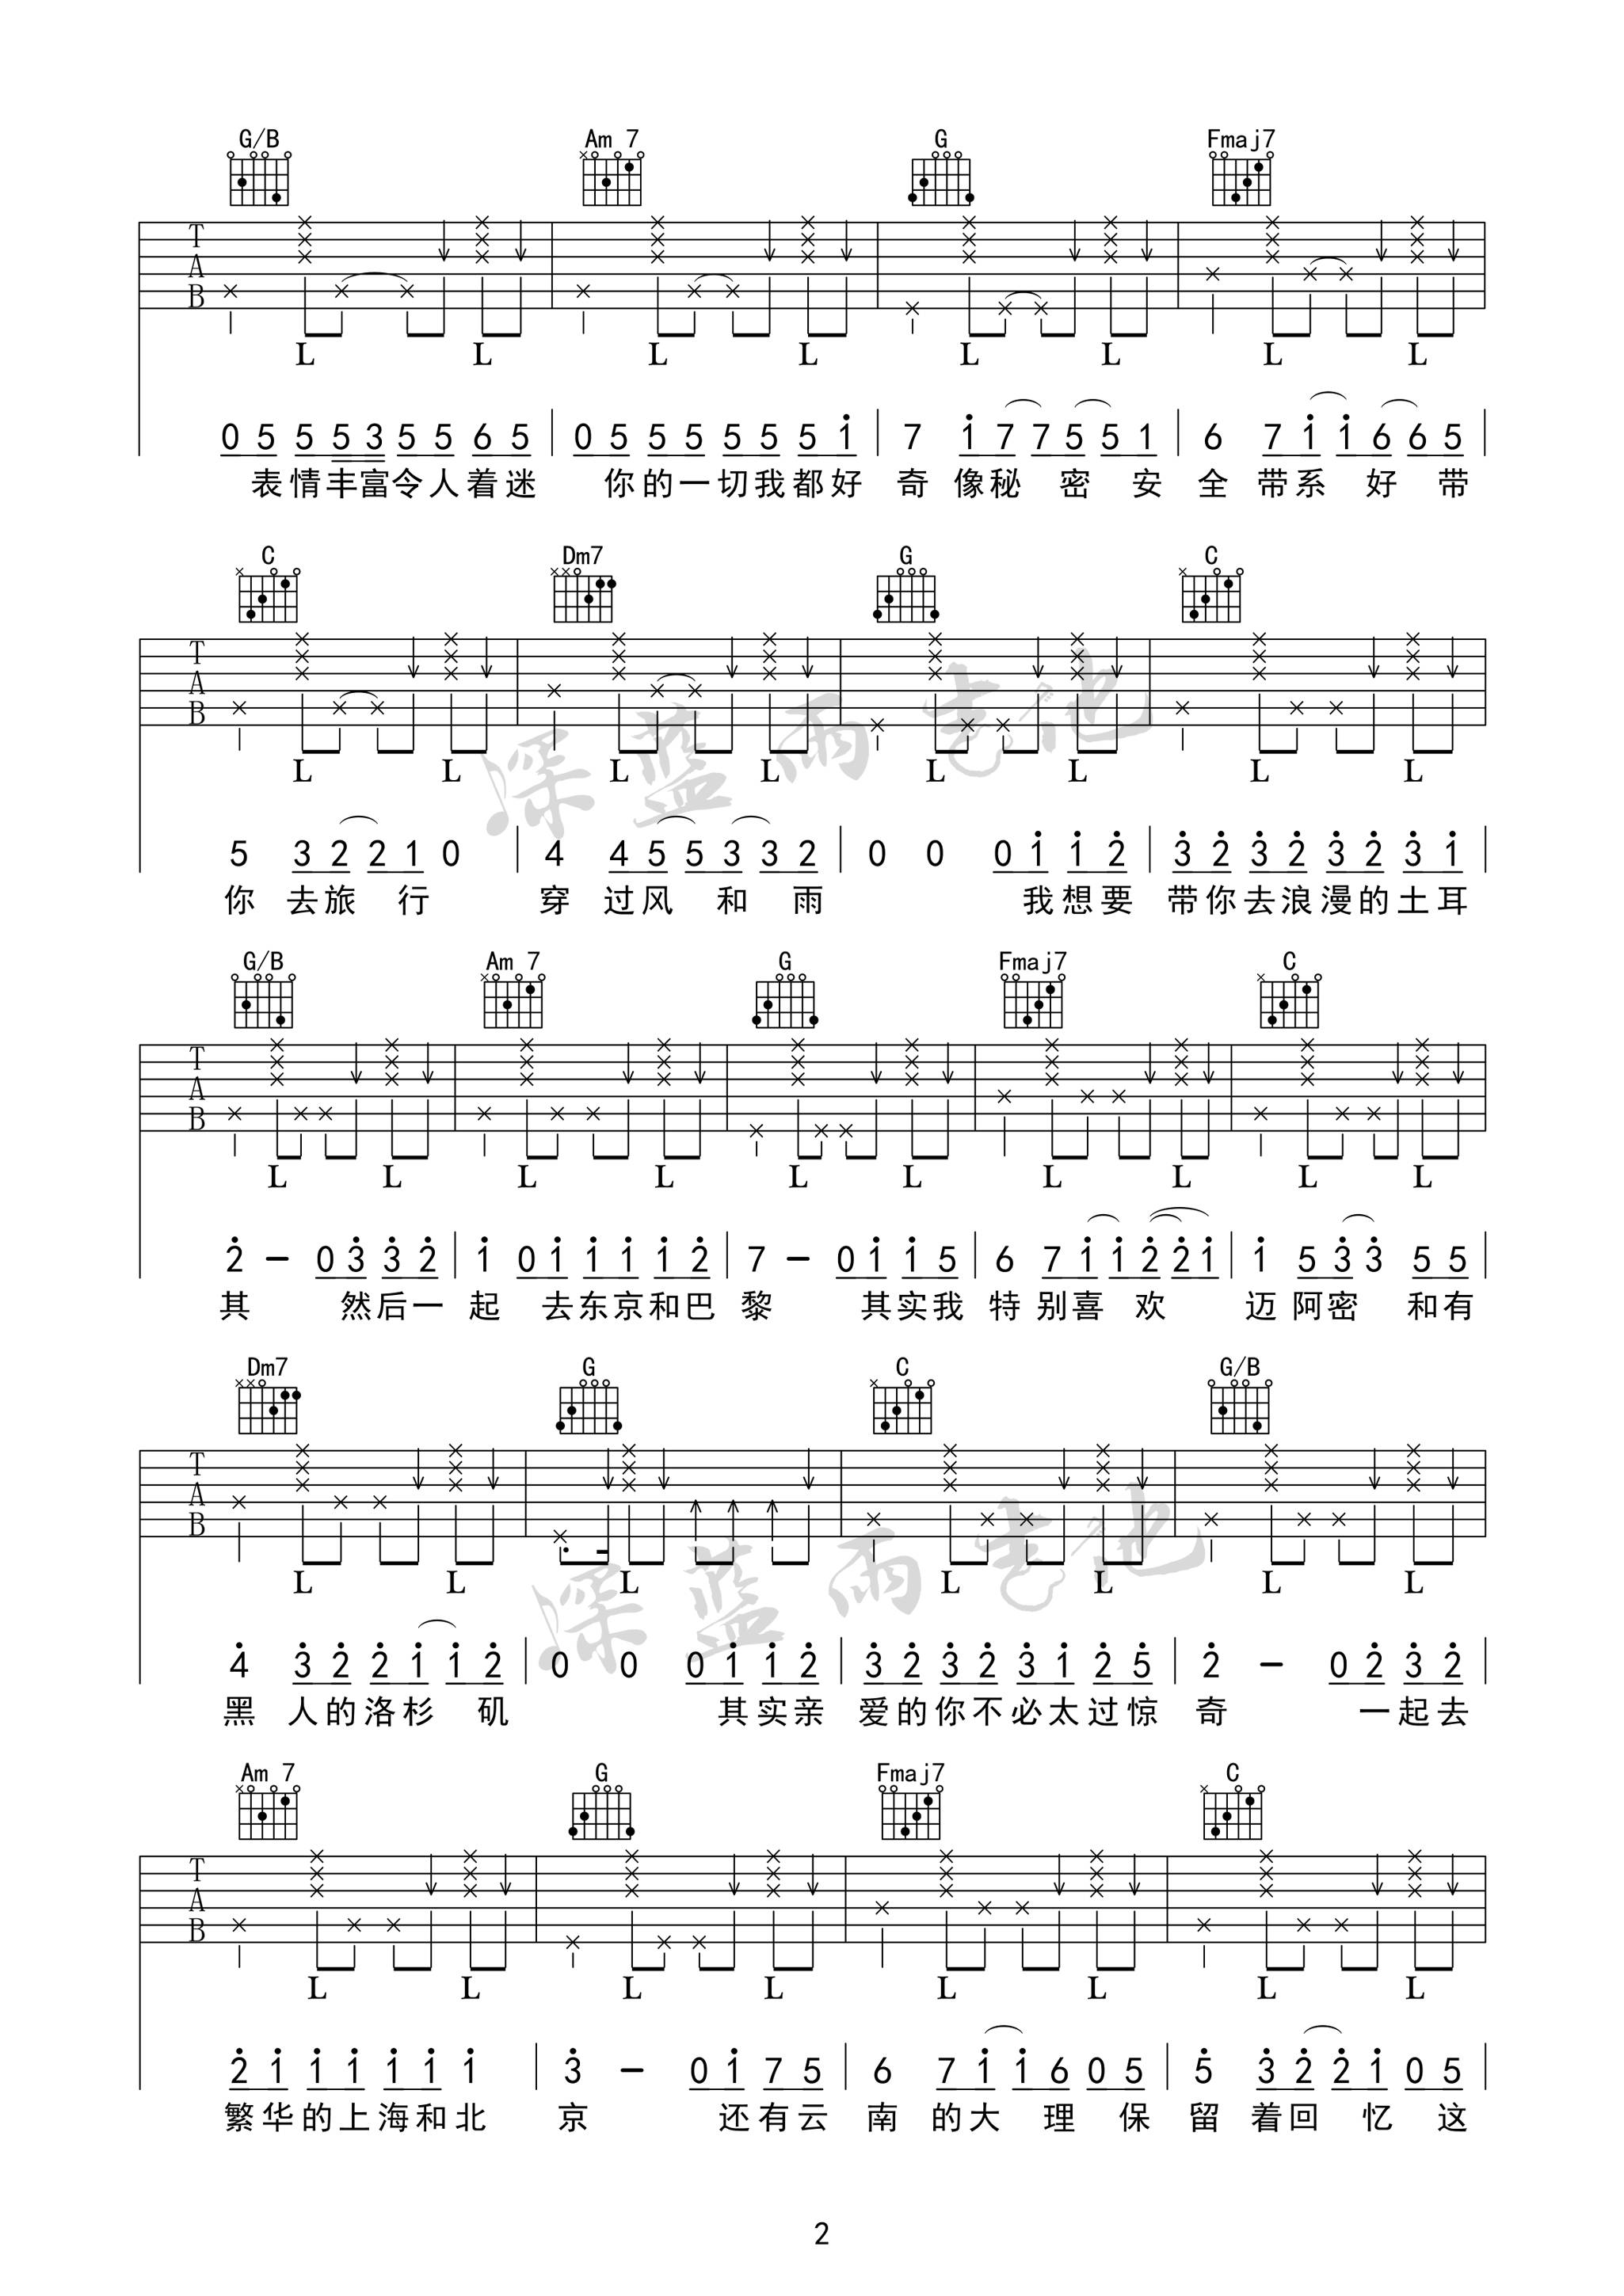 G/B Am 7 G Fmaj7
T
A
B
L L L L L L L L
0 5 5 5 3 5 5 6 5 | 0 5 5 5 5 5 5 1 | 7 1 7 7 5 5 1 | 6 7 1 1 6 6 5 |
表情丰富令人着迷 你的一切我都好 奇 像秘 密 安 全 带系 好 带
C Dm7 G C
T
A
B
L L L L L L L L
5 3 2 2 1 0 | 4 4 5 5 3 3 2 | 0 0 0 1 1 2 | 3 2 3 2 3 2 3 1 |
你 去旅 行 穿 过风 和 雨 我想要 带你去浪漫的土耳
深蓝雨吉他
G/B Am 7 G Fmaj7 C
T
A
B
L L L L L L L L L L
2 – 0 3 3 2 | 1 0 1 1 1 1 2 | 7 – 0 1 1 5 | 6 7 1 1 2 2 1 | 1 5 3 3 5 5 |
其 然后一 起 去东京和巴 黎 其实我 特 别喜 欢 迈 阿密 和有
Dm7 G C G/B
T
A
B
L L L L L L L
4 3 2 2 1 1 2 | 0 0 0 1 1 2 | 3 2 3 2 3 1 2 5 | 2 – 0 2 3 2 |
黑 人的洛杉 矶 其实亲 爱的你不必太过惊 奇 一起去
深蓝雨吉他
Am 7 G Fmaj7 C
T
A
B
L L L L L L L L
2 1 1 1 1 1 1 | 3 – 0 1 7 5 | 6 7 1 1 6 0 5 | 5 3 2 2 1 0 5 |
繁华的上海和北 京 还有云 南 的大 理 保 留 着回 忆 这
2